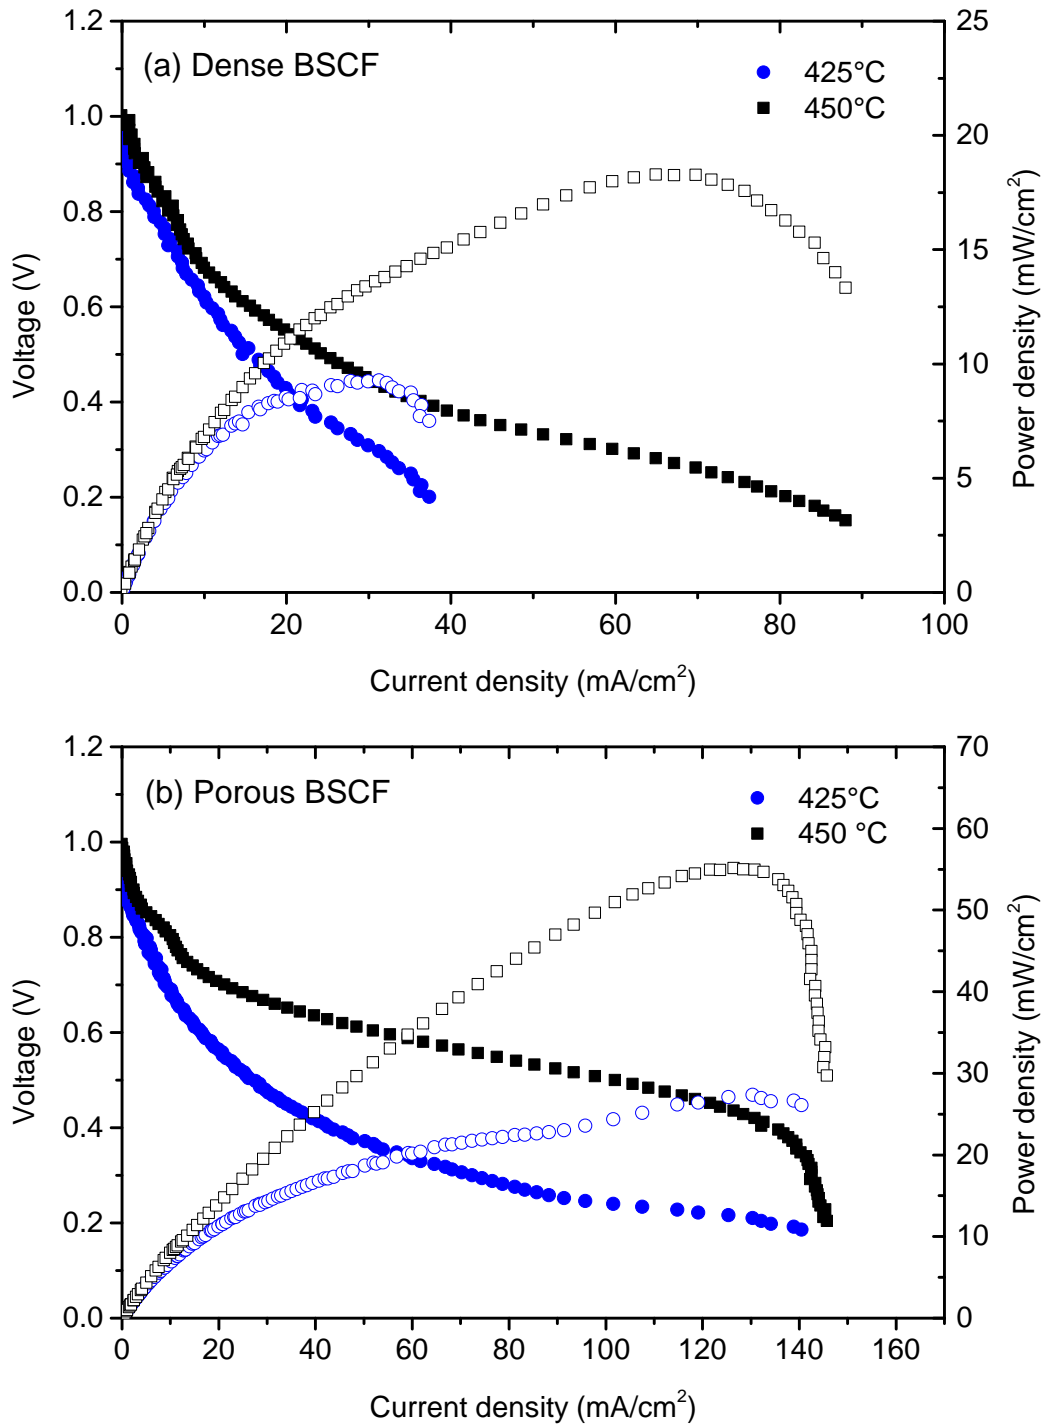 (a) Dense BSCF
425°C
450°C
Voltage (V)
1.2
1.0
0.8
0.6
0.4
0.2
0.0
Power density (mW/cm²)
25
20
15
10
5
0
0 20 40 60 80 100
Current density (mA/cm²)
(b) Porous BSCF
425°C
450 °C
Voltage (V)
1.2
1.0
0.8
0.6
0.4
0.2
0.0
Power density (mW/cm²)
70
60
50
40
30
20
10
0
0 20 40 60 80 100 120 140 160
Current density (mA/cm²)